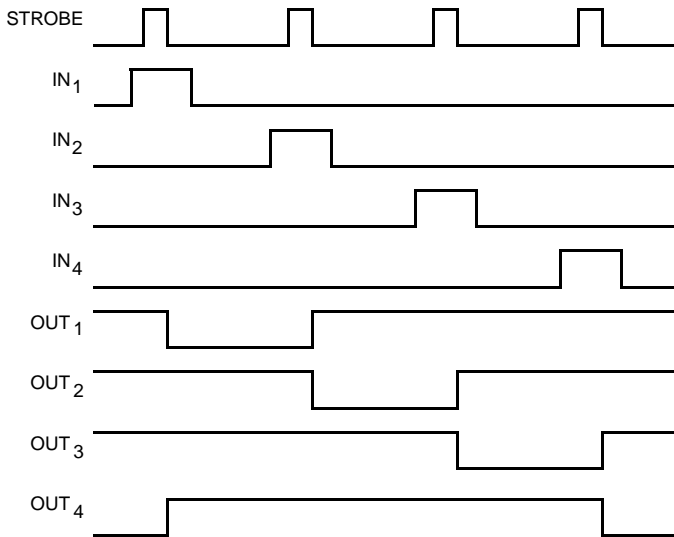 STROBE
IN1
IN2
IN3
IN4
OUT1
OUT2
OUT3
OUT4